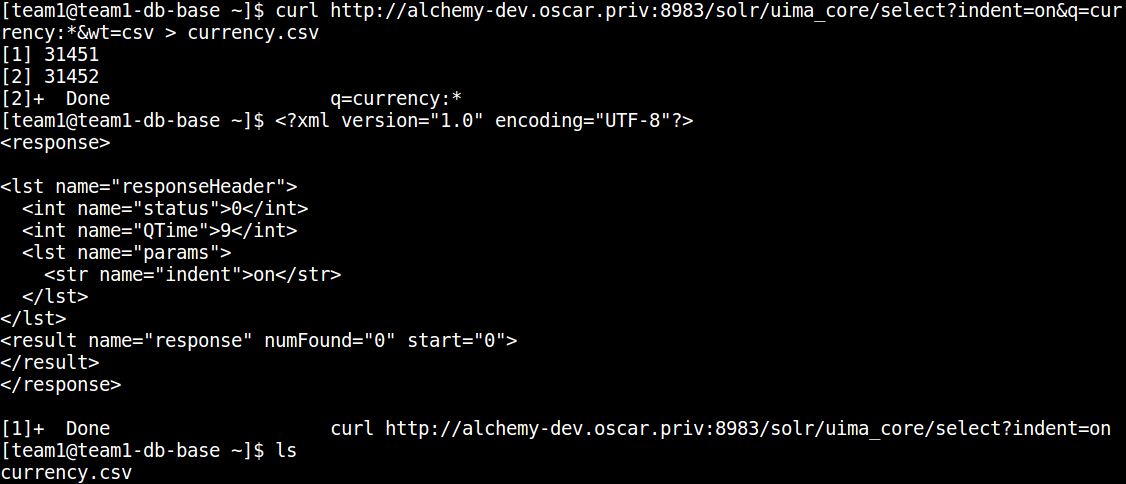 [team1@team1-db-base ~]$ curl http://alchemy-dev.oscar.priv:8983/solr/uima_core/select?indent=on&q=cur
rency:*&wt=csv > currency.csv
[1] 31451
[2] 31452
[2]+  Done                    q=currency:*
[team1@team1-db-base ~]$ <?xml version="1.0" encoding="UTF-8"?>
<response>

<lst name="responseHeader">
  <int name="status">0</int>
  <int name="QTime">9</int>
  <lst name="params">
    <str name="indent">on</str>
  </lst>
</lst>
<result name="response" numFound="0" start="0">
</result>
</response>

[1]+  Done                    curl http://alchemy-dev.oscar.priv:8983/solr/uima_core/select?indent=on
[team1@team1-db-base ~]$ ls
currency.csv